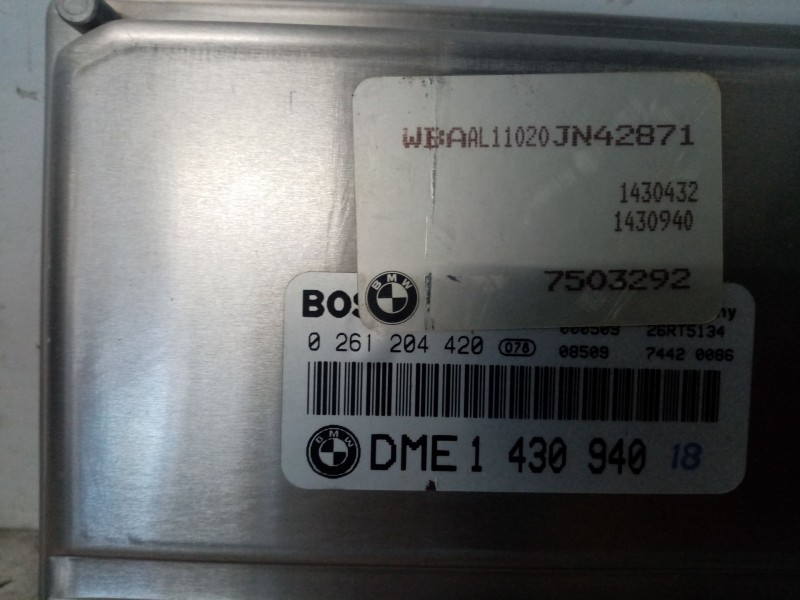 WBAAL11020JN42871
1430432
1430940
7503292
BMW
BOS
000509 26RT5134
0 261 204 420 078 08509 7442 0086
BMW DME 1 430 940 18